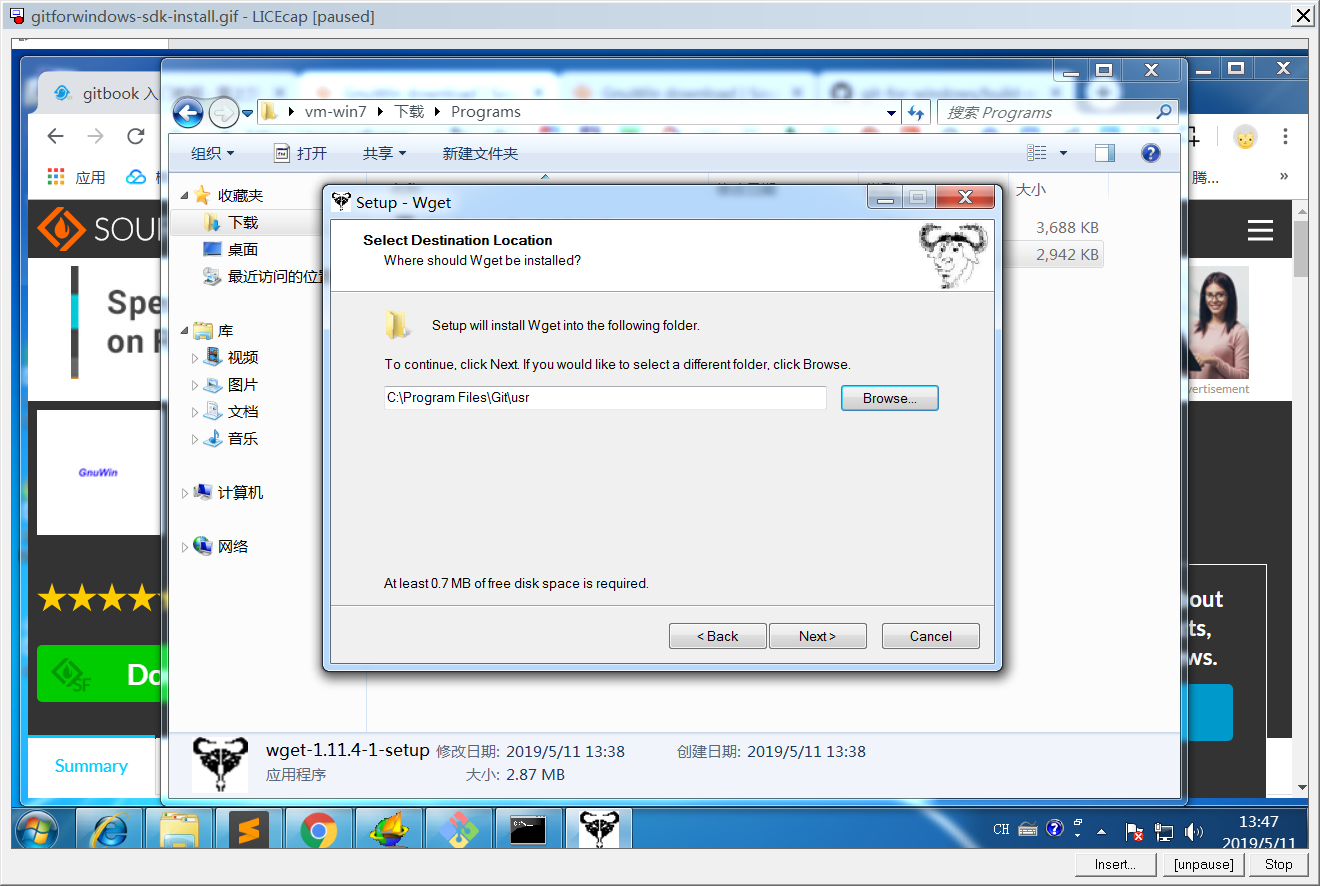 gitforwindows-sdk-install.gif - LICEcap [paused]
gitbook 入
vm-win7 下载 Programs
搜索 Programs
组织 打开 共享 新建文件夹
应用
腾...
»
收藏夹
大小
下载
3,688 KB
桌面
2,942 KB
最近访问的位
库
视频
图片
文档
音乐
计算机
网络
SOU
Spe
on
GnuWin
Summary
vertisement
out
ts,
ws.
Setup - Wget
Select Destination Location
Where should Wget be installed?
Setup will install Wget into the following folder.
To continue, click Next. If you would like to select a different folder, click Browse.
C:\Program Files\Git\usr
Browse...
At least 0.7 MB of free disk space is required.
< Back Next > Cancel
SF Do
wget-1.11.4-1-setup 修改日期: 2019/5/11 13:38 创建日期: 2019/5/11 13:38
应用程序 大小: 2.87 MB
CH
13:47
2019/5/11
Insert... [unpause] Stop